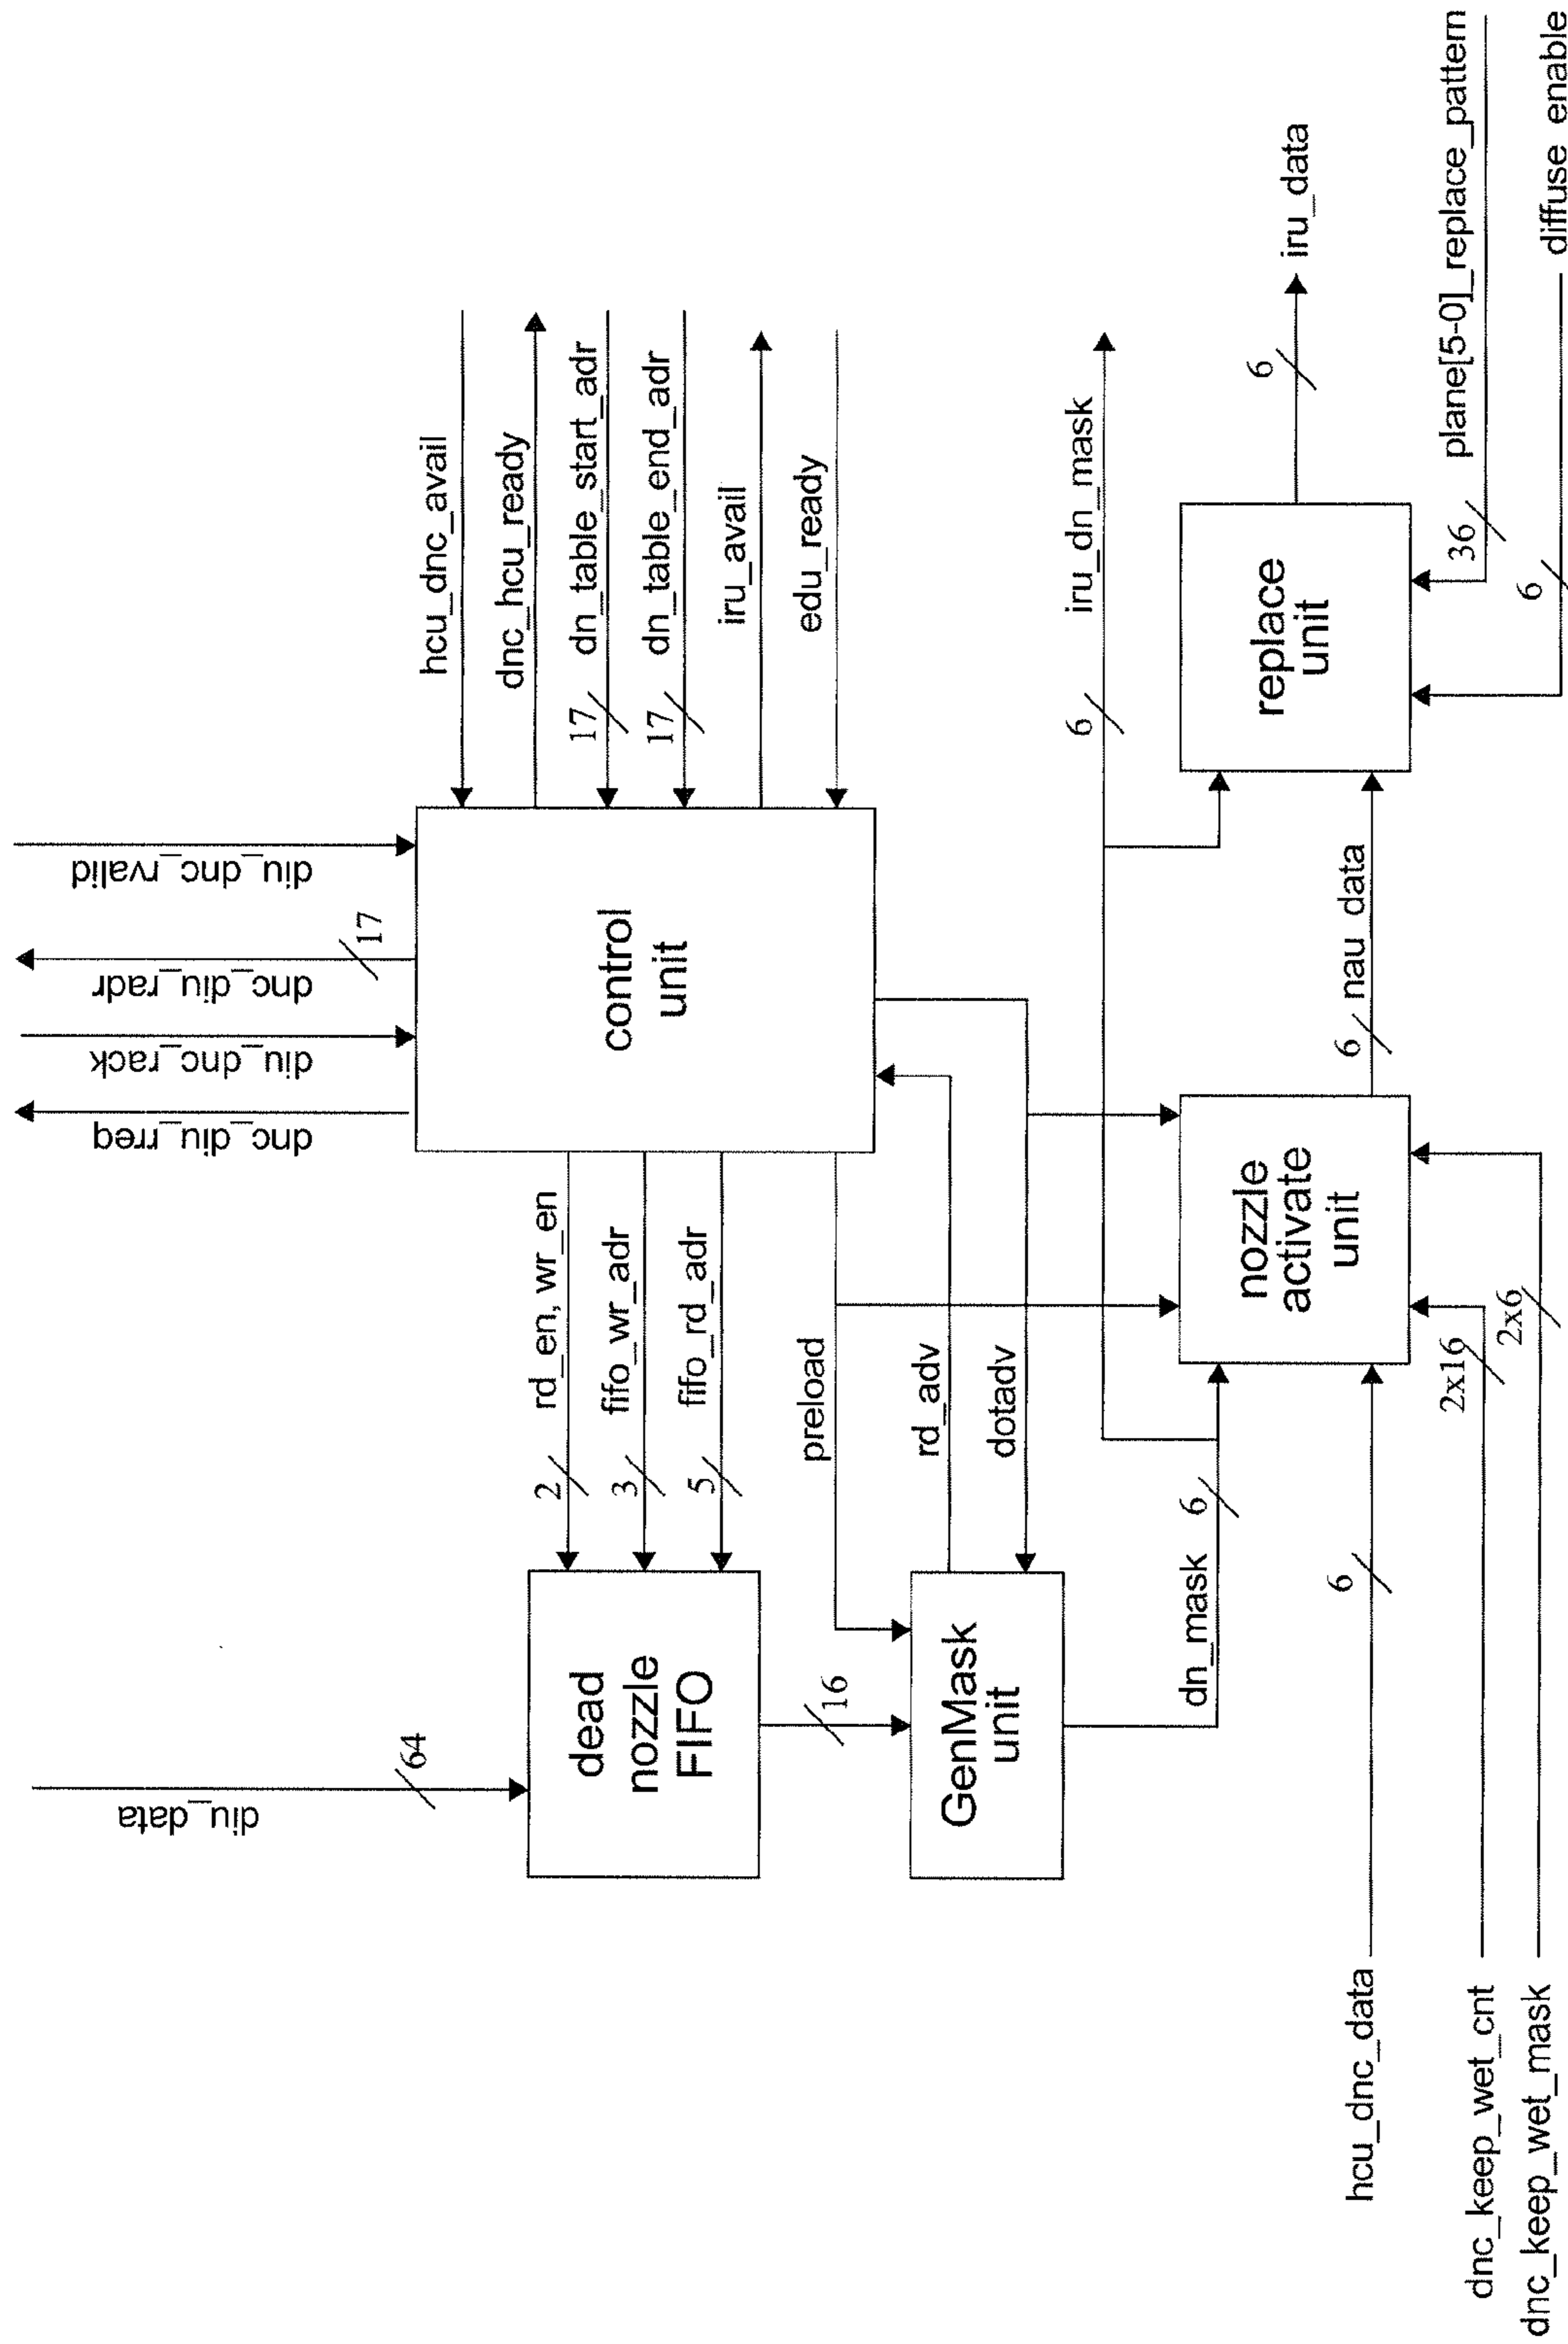 diu_data
64
dnc_diu_rreq
diu_dnc_rack
dnc_diu_radr
17
diu_dnc_rvalid
dead
nozzle
FIFO
2
rd_en, wr_en
3
fifo_wr_adr
5
fifo_rd_adr
control
unit
hcu_dnc_avail
dnc_hcu_ready
17
dn_table_start_adr
17
dn_table_end_adr
iru_avail
edu_ready
16
preload
rd_adv
dotadv
GenMask
unit
dn_mask
6
6
iru_dn_mask
hcu_dnc_data
6
nozzle
activate
unit
6
nau_data
replace
unit
6
iru_data
dnc_keep_wet_cnt
2x16
dnc_keep_wet_mask
2x6
36
plane[5-0]_replace_pattern
6
diffuse enable